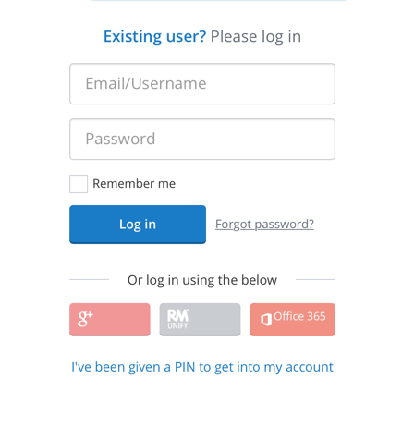 Existing user? Please log in
Email/Username
Password
Remember me
Log in Forgot password?
Or log in using the below
g+ RM UNIFY Office 365
I've been given a PIN to get into my account